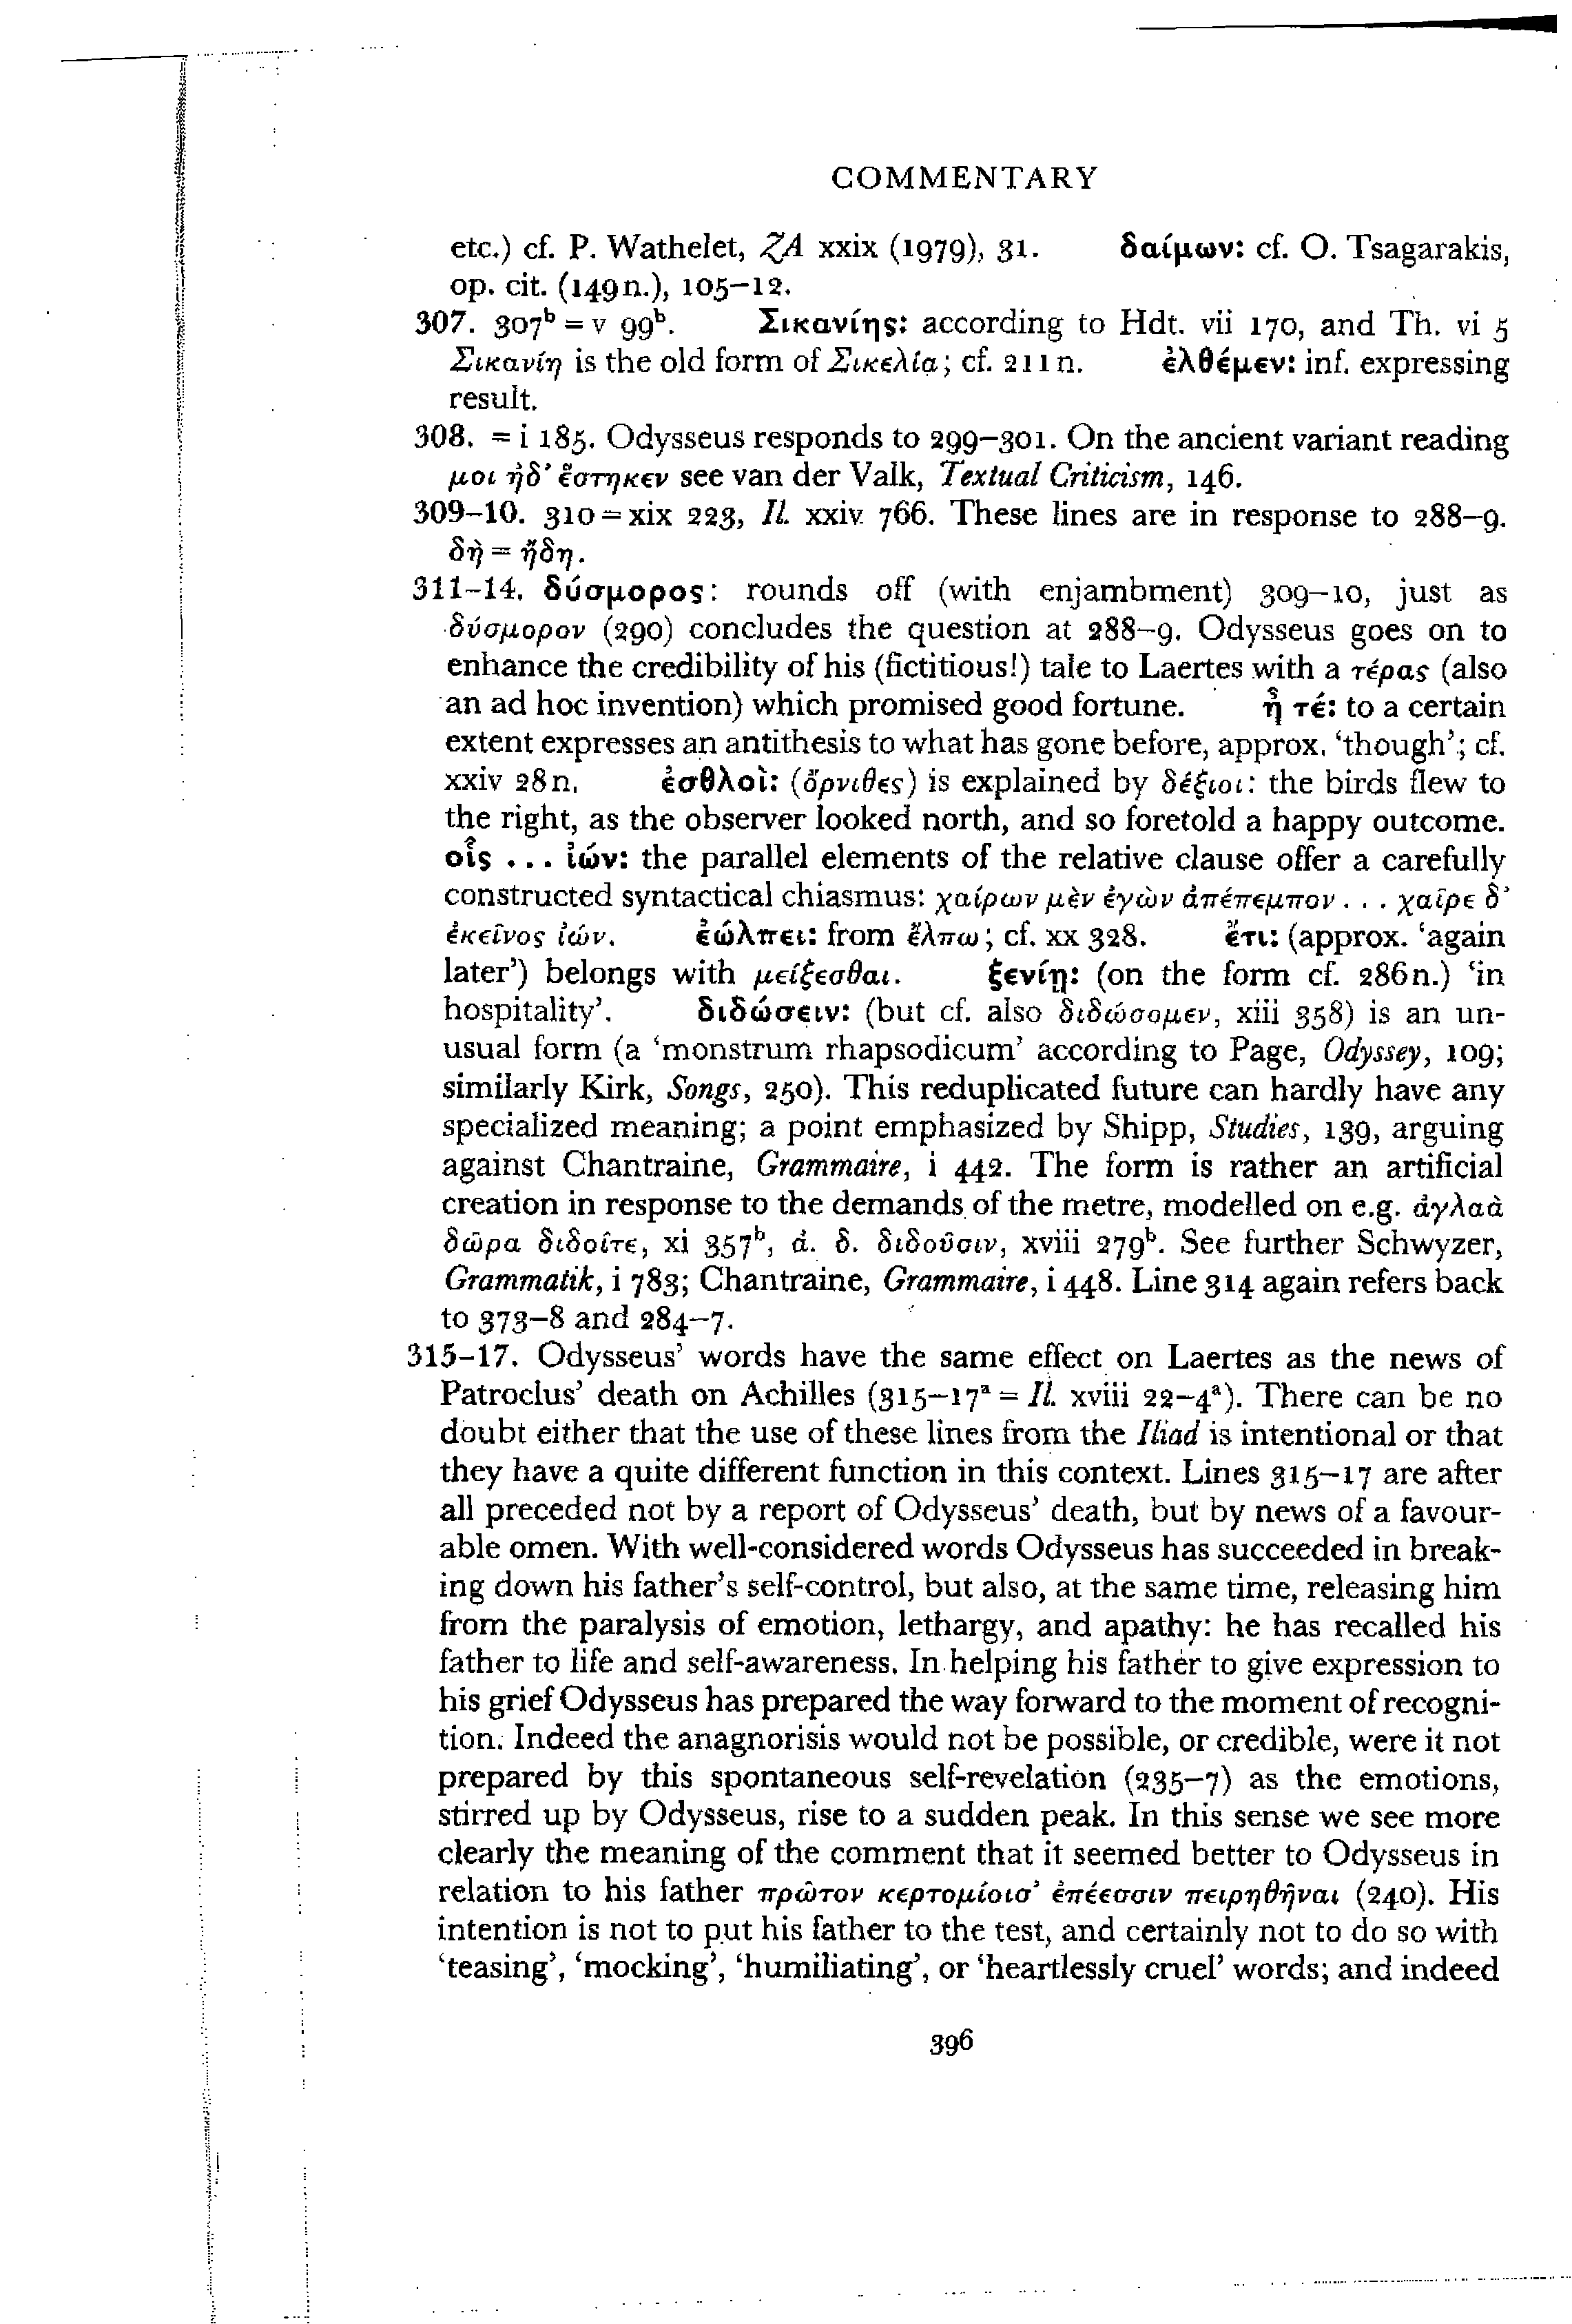 COMMENTARY
etc.) cf. P. Wathelet, ZA xxix (1979), 31. δαίμων: cf. O. Tsagarakis,
op. cit. (149 n.), 105–12.
307. 307ᵇ = v 99ᵇ. Σικανίης: according to Hdt. vii 170, and Th. vi 5
Σικανίη is the old form of Σικελία; cf. 211 n. ἐλθέμεν: inf. expressing
result.
308. = i 185. Odysseus responds to 299–301. On the ancient variant reading
μοι ἥδ’ ἕστηκεν see van der Valk, Textual Criticism, 146.
309–10. 310 = xix 223, Il. xxiv 766. These lines are in response to 288–9.
δὴ = ἤδη.
311–14. δύσμορος: rounds off (with enjambment) 309–10, just as
δύσμορον (290) concludes the question at 288–9. Odysseus goes on to
enhance the credibility of his (fictitious!) tale to Laertes with a τέρας (also
an ad hoc invention) which promised good fortune. ἦ τέ: to a certain
extent expresses an antithesis to what has gone before, approx. ‘though’; cf.
xxiv 28 n. ἐσθλοὶ: (ὄρνιθες) is explained by δέξιοι: the birds flew to
the right, as the observer looked north, and so foretold a happy outcome.
οἷς . . . ἰών: the parallel elements of the relative clause offer a carefully
constructed syntactical chiasmus: χαίρων μὲν ἐγὼν ἀπέπεμπον . . . χαῖρε δ’
ἐκεῖνος ἰών. ἐώλπει: from ἔλπω; cf. xx 328. ἔτι: (approx. ‘again
later’) belongs with μείξεσθαι. ξενίῃ: (on the form cf. 286 n.) ‘in
hospitality’. διδώσειν: (but cf. also διδώσομεν, xiii 358) is an un-
usual form (a ‘monstrum rhapsodicum’ according to Page, Odyssey, 109;
similarly Kirk, Songs, 250). This reduplicated future can hardly have any
specialized meaning; a point emphasized by Shipp, Studies, 139, arguing
against Chantraine, Grammaire, i 442. The form is rather an artificial
creation in response to the demands of the metre, modelled on e.g. ἀγλαὰ
δῶρα διδοῖτε, xi 357ᵇ, ἀ. δ. διδοῦσιν, xviii 279ᵇ. See further Schwyzer,
Grammatik, i 783; Chantraine, Grammaire, i 448. Line 314 again refers back
to 373–8 and 284–7.
315–17. Odysseus’ words have the same effect on Laertes as the news of
Patroclus’ death on Achilles (315–17ᵃ = Il. xviii 22–4ᵃ). There can be no
doubt either that the use of these lines from the Iliad is intentional or that
they have a quite different function in this context. Lines 315–17 are after
all preceded not by a report of Odysseus’ death, but by news of a favour-
able omen. With well-considered words Odysseus has succeeded in break-
ing down his father’s self-control, but also, at the same time, releasing him
from the paralysis of emotion, lethargy, and apathy: he has recalled his
father to life and self-awareness. In helping his father to give expression to
his grief Odysseus has prepared the way forward to the moment of recogni-
tion. Indeed the anagnorisis would not be possible, or credible, were it not
prepared by this spontaneous self-revelation (235–7) as the emotions,
stirred up by Odysseus, rise to a sudden peak. In this sense we see more
clearly the meaning of the comment that it seemed better to Odysseus in
relation to his father πρῶτον κερτομίοισ’ ἐπέεσσιν πειρηθῆναι (240). His
intention is not to put his father to the test, and certainly not to do so with
‘teasing’, ‘mocking’, ‘humiliating’, or ‘heartlessly cruel’ words; and indeed
396